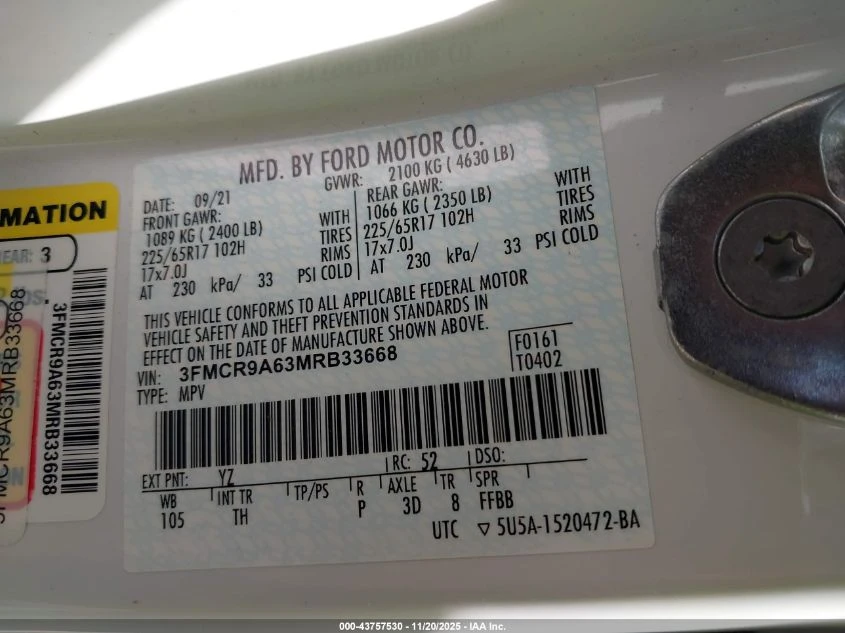 MATION
EAR: 3
3FMCR9A63MRB33668
3FMCR9A63MRB33668
MFD. BY FORD MOTOR CO.
DATE: 09/21
GVWR: 2100 KG ( 4630 LB)
FRONT GAWR:
1089 KG ( 2400 LB)
WITH
225/65R17 102H
TIRES
17x7.0J
RIMS
AT 230 kPa/ 33 PSI COLD
REAR GAWR:
1066 KG ( 2350 LB)
WITH
225/65R17 102H
TIRES
17x7.0J
RIMS
AT 230 kPa/ 33 PSI COLD
THIS VEHICLE CONFORMS TO ALL APPLICABLE FEDERAL MOTOR
VEHICLE SAFETY AND THEFT PREVENTION STANDARDS IN
EFFECT ON THE DATE OF MANUFACTURE SHOWN ABOVE.
VIN: 3FMCR9A63MRB33668
TYPE: MPV
F0161
T0402
EXT PNT: YZ RC: 52 DSO:
WB INT TR TP/PS R AXLE TR SPR
105 TH P 3D 8 FFBB
UTC ▽ 5U5A-1520472-BA
000-43757530 - 11/20/2025 - IAA Inc.